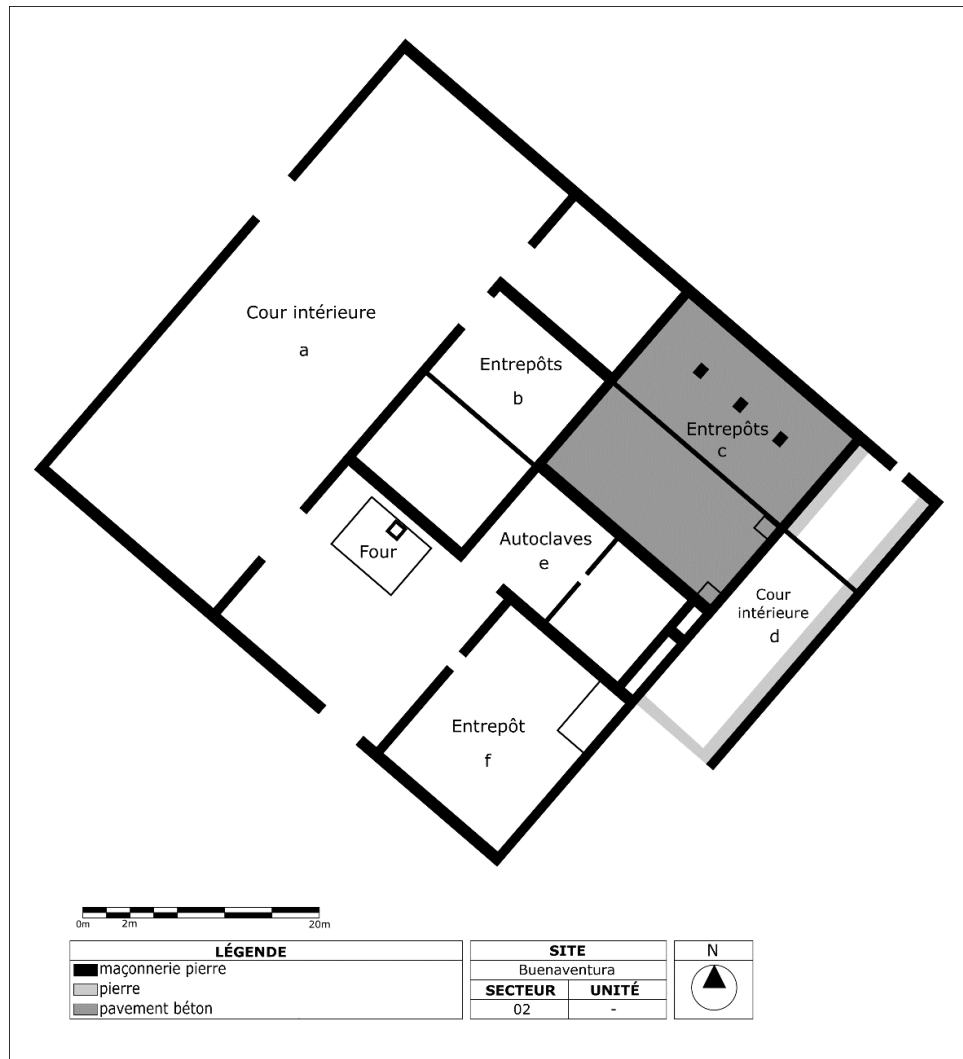 Cour intérieure
a
Entrepôts
b
Entrepôts
c
Autoclaves
e
Four
Cour
intérieure
d
Entrepôt
f
0m 2m 20m
LÉGENDE
maçonnerie pierre
pierre
pavement béton
SITE
Buenaventura
SECTEUR UNITÉ
02 -
N